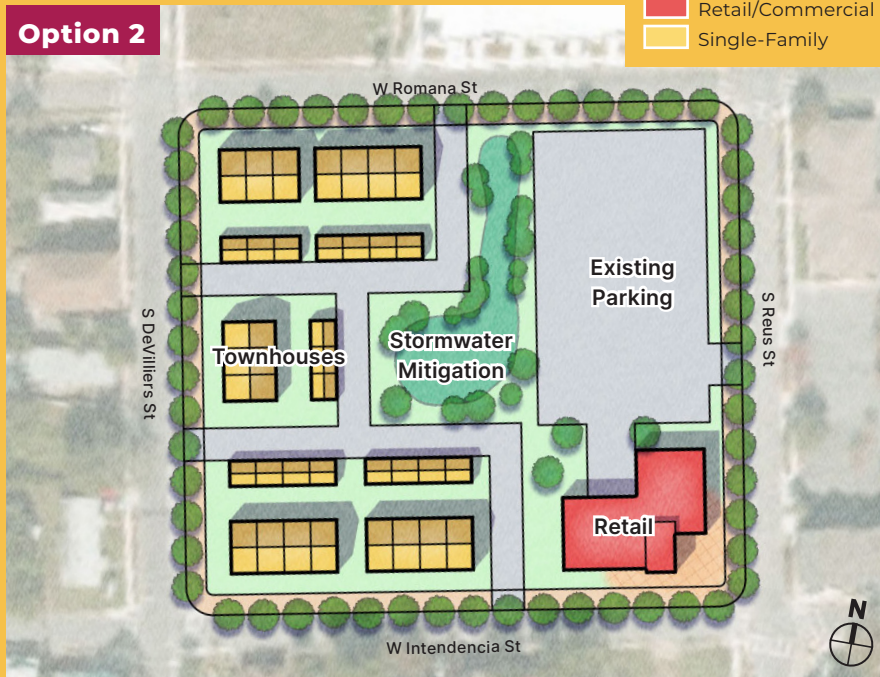 Option 2
Retail/Commercial
Single-Family
W Romana St
Existing
Parking
S DeVilliers St
Townhouses
Stormwater
Mitigation
S Reus St
Retail
W Intendencia St
N